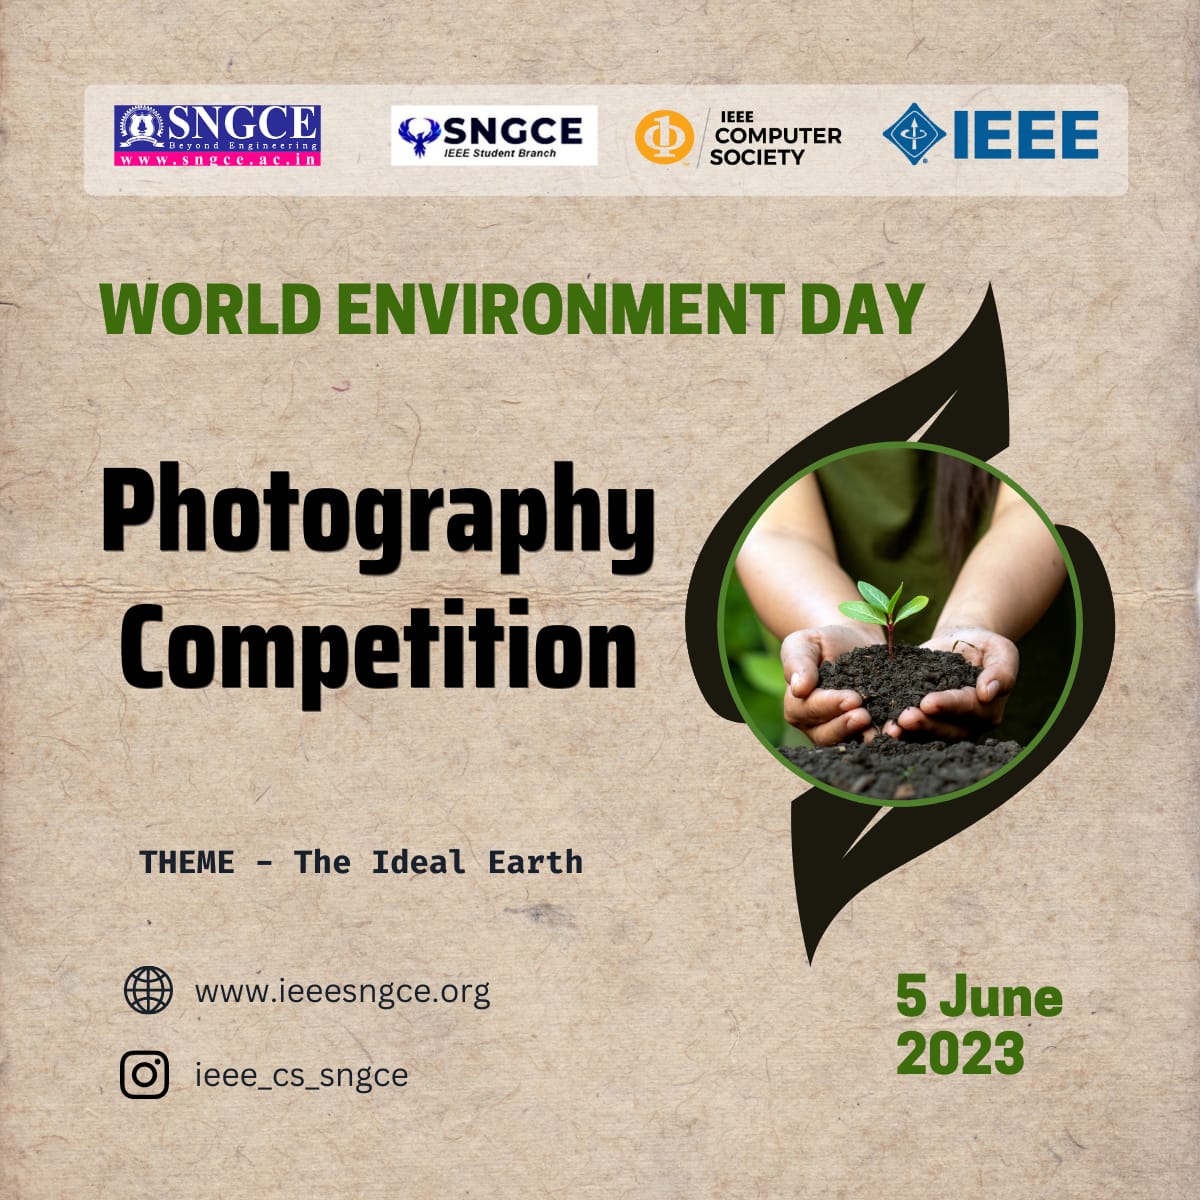 SNGCE
Beyond Engineering
www.sngce.ac.in
SNGCE
IEEE Student Branch
IEEE
COMPUTER
SOCIETY
IEEE
WORLD ENVIRONMENT DAY
Photography
Competition
THEME - The Ideal Earth
www.ieeesngce.org
ieee_cs_sngce
5 June
2023